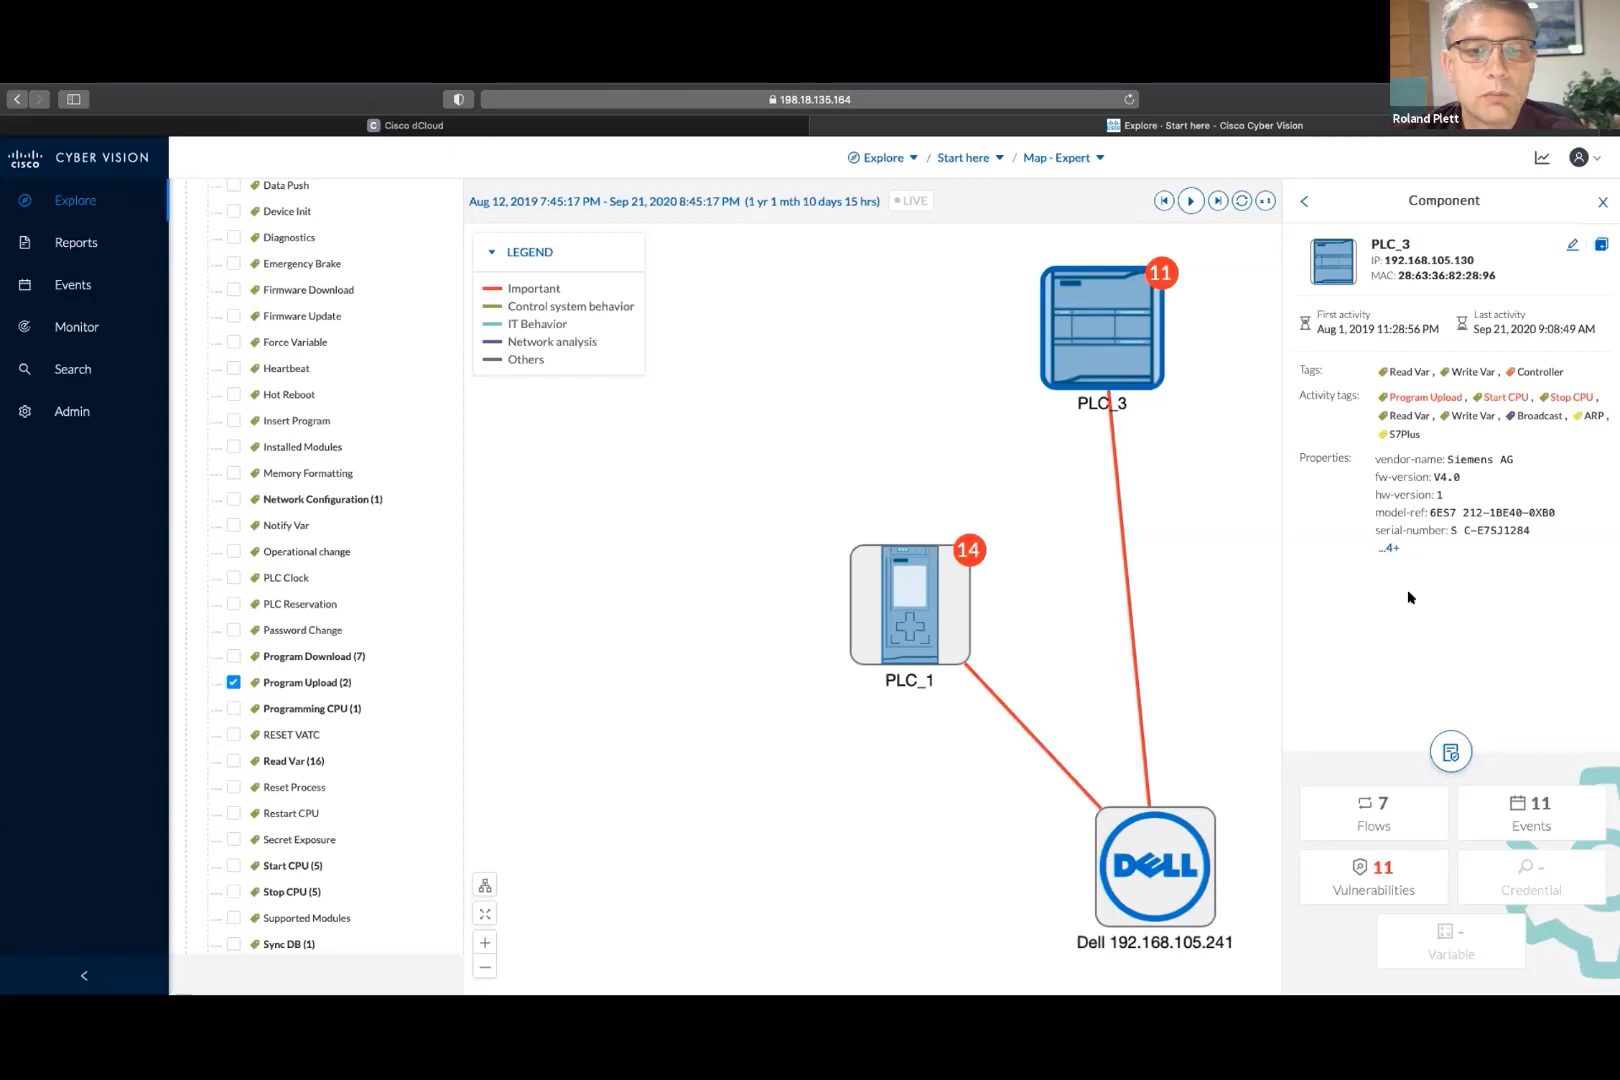 Roland Plett
198.18.135.164
C Cisco dCloud
Explore · Start here - Cisco Cyber Vision
cisco CYBER VISION
Explore / Start here / Map - Expert
Explore
Reports
Events
Monitor
Search
Admin
Data Push
Device Init
Diagnostics
Emergency Brake
Firmware Download
Firmware Update
Force Variable
Heartbeat
Hot Reboot
Insert Program
Installed Modules
Memory Formatting
Network Configuration (1)
Notify Var
Operational change
PLC Clock
PLC Reservation
Password Change
Program Download (7)
Program Upload (2)
Programming CPU (1)
RESET VATC
Read Var (16)
Reset Process
Restart CPU
Secret Exposure
Start CPU (5)
Stop CPU (5)
Supported Modules
Sync DB (1)
Aug 12, 2019 7:45:17 PM - Sep 21, 2020 8:45:17 PM (1 yr 1 mth 10 days 15 hrs) LIVE
x1
LEGEND
Important
Control system behavior
IT Behavior
Network analysis
Others
11
PLC_3
14
PLC_1
DELL
Dell 192.168.105.241
Component
PLC_3
IP: 192.168.105.130
MAC: 28:63:36:82:28:96
First activity
Aug 1, 2019 11:28:56 PM
Last activity
Sep 21, 2020 9:08:49 AM
Tags: Read Var , Write Var , Controller
Activity tags: Program Upload , Start CPU , Stop CPU ,
Read Var , Write Var , Broadcast , ARP ,
S7Plus
Properties: vendor-name: Siemens AG
fw-version: V4.0
hw-version: 1
model-ref: 6ES7 212-1BE40-0XB0
serial-number: S C-E7SJ1284
...4+
7
Flows
11
Events
11
Vulnerabilities
-
Credential
-
Variable